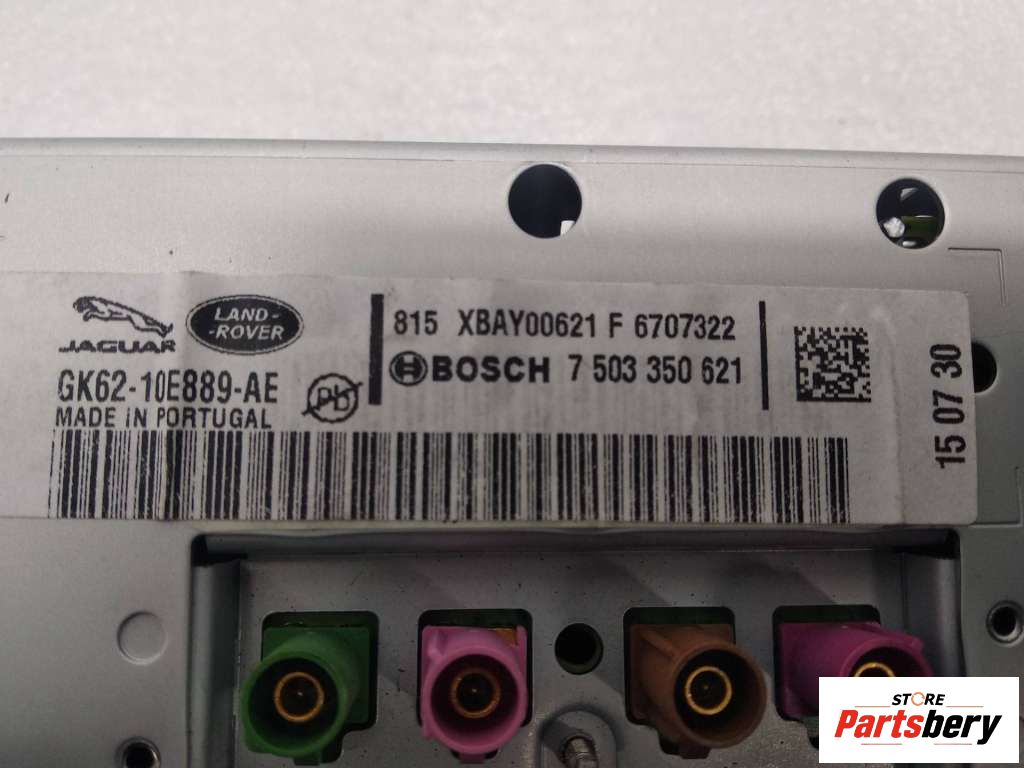 JAGUAR
LAND-
-ROVER
GK62-10E889-AE
MADE IN PORTUGAL
Pb
815 XBAY00621 F 6707322
BOSCH 7 503 350 621
15 07 30
STORE
Partsbery